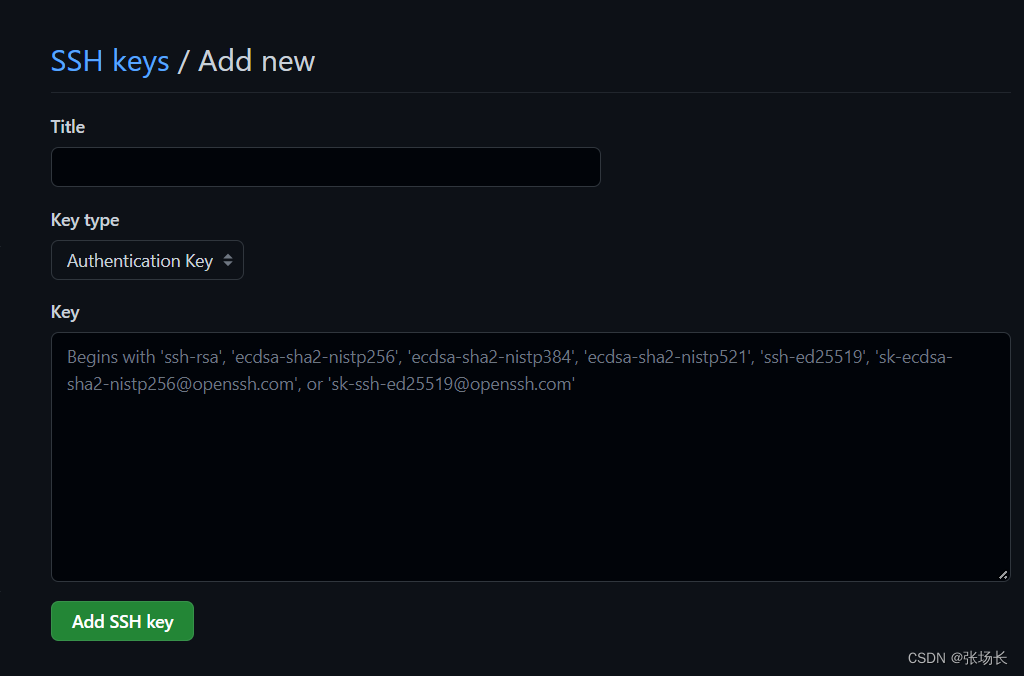 SSH keys / Add new
Title
Key type
Authentication Key
Key
Begins with 'ssh-rsa', 'ecdsa-sha2-nistp256', 'ecdsa-sha2-nistp384', 'ecdsa-sha2-nistp521', 'ssh-ed25519', 'sk-ecdsa-
sha2-nistp256@openssh.com', or 'sk-ssh-ed25519@openssh.com'
Add SSH key
CSDN @张场长